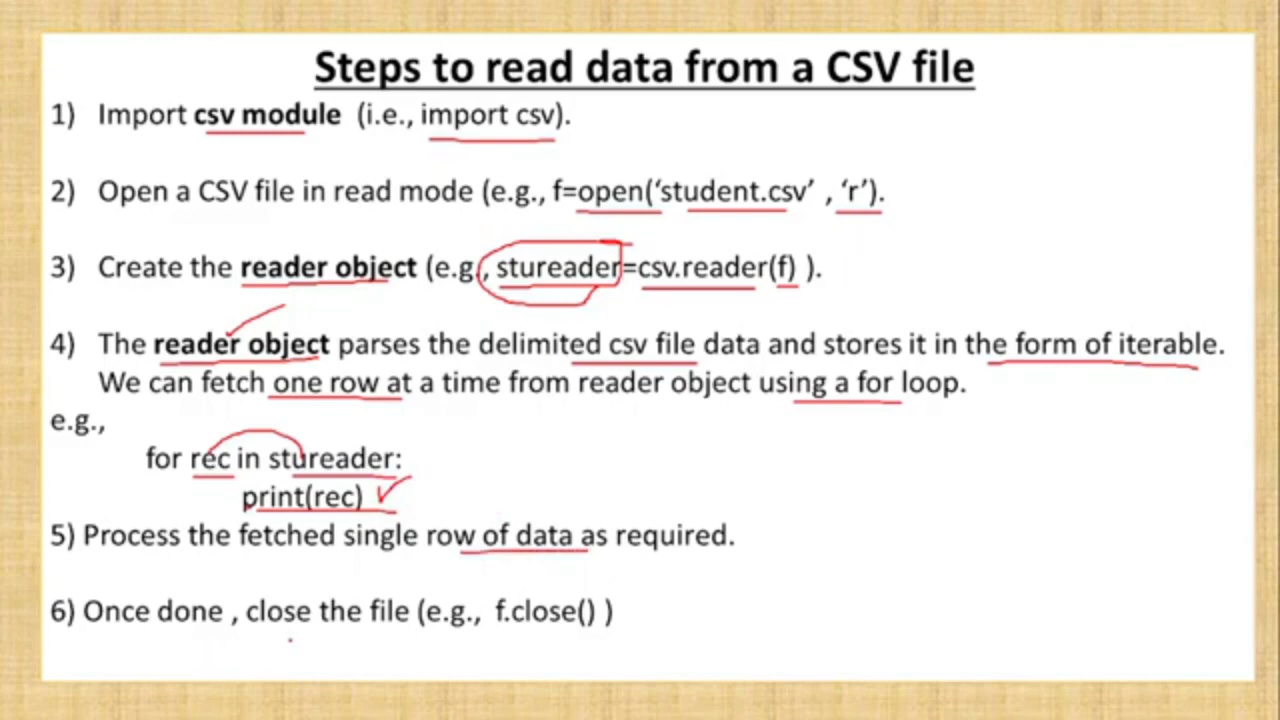 Steps to read data from a CSV file
1) Import csv module (i.e., import csv).
2) Open a CSV file in read mode (e.g., f=open(‘student.csv’ , ‘r’).
3) Create the reader object (e.g., stureader=csv.reader(f) ).
4) The reader object parses the delimited csv file data and stores it in the form of iterable.
We can fetch one row at a time from reader object using a for loop.
e.g.,
for rec in stureader:
print(rec)
5) Process the fetched single row of data as required.
6) Once done , close the file (e.g., f.close() )